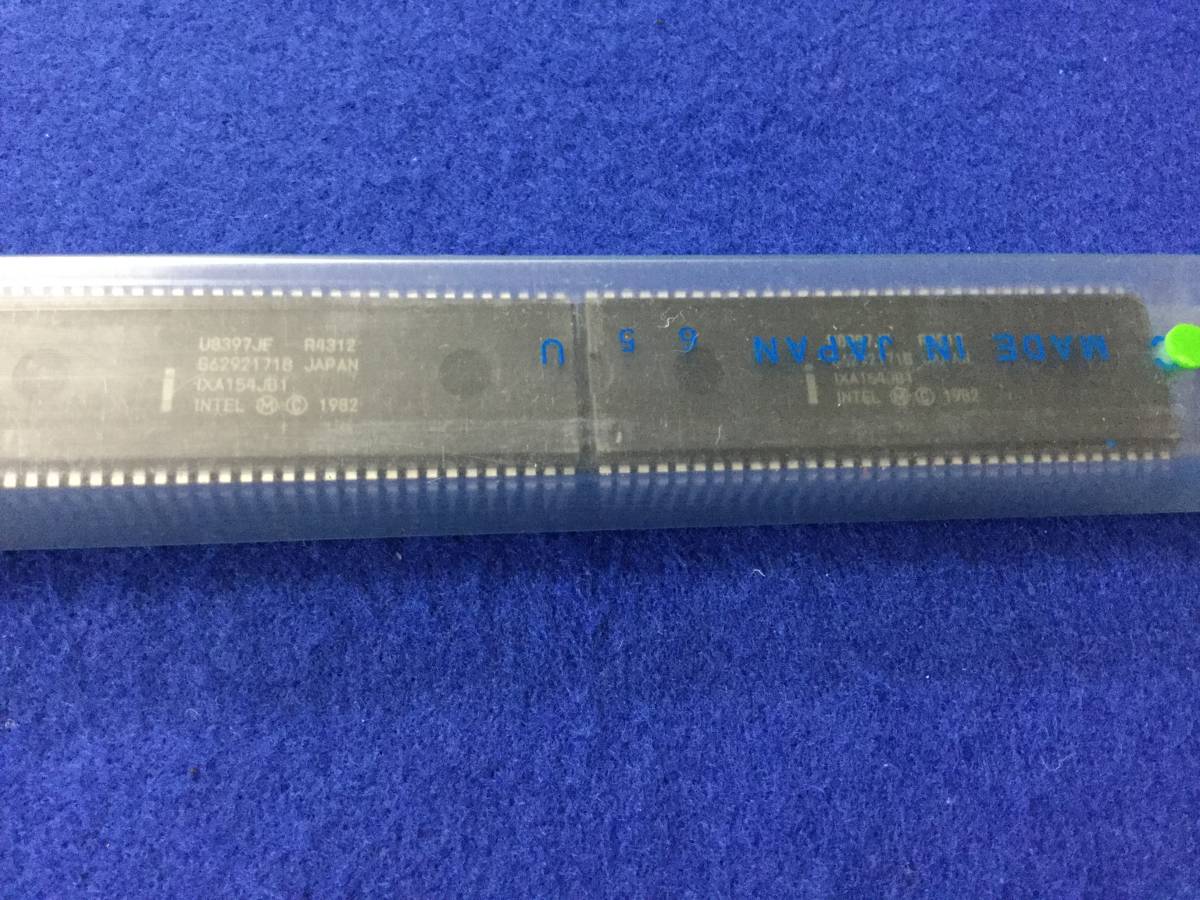 U8397JF R4312
G62921718 JAPAN
IXA154JB1
INTEL Ⓜ © 1982
MADE IN JAPAN 6 5 U
IXA154JB1
INTEL Ⓜ © 1982